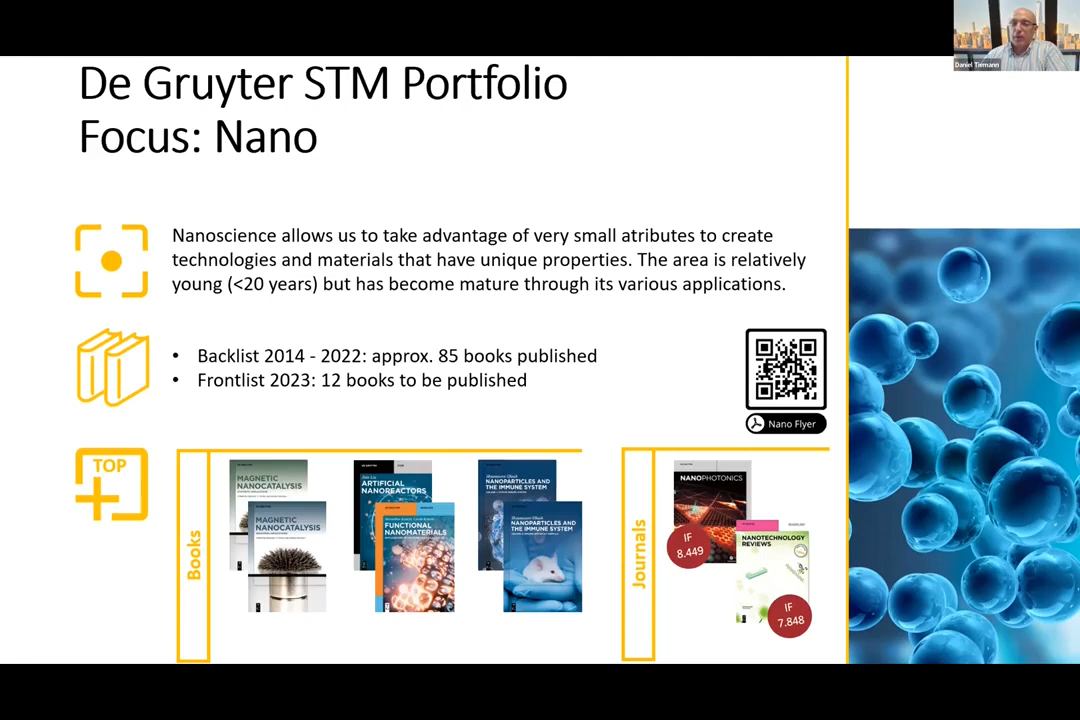 Daniel Tiemann
De Gruyter STM Portfolio
Focus: Nano
Nanoscience allows us to take advantage of very small atributes to create
technologies and materials that have unique properties. The area is relatively
young (<20 years) but has become mature through its various applications.
• Backlist 2014 - 2022: approx. 85 books published
• Frontlist 2023: 12 books to be published
Nano Flyer
TOP
Books
MAGNETIC
NANOCATALYSIS
MAGNETIC
NANOCATALYSIS
ARTIFICIAL
NANOREACTORS
FUNCTIONAL
NANOMATERIALS
NANOPARTICLES AND
THE IMMUNE SYSTEM
NANOPARTICLES AND
THE IMMUNE SYSTEM
Journals
NANOPHOTONICS
IF
8.449
NANOTECHNOLOGY
REVIEWS
IF
7.848